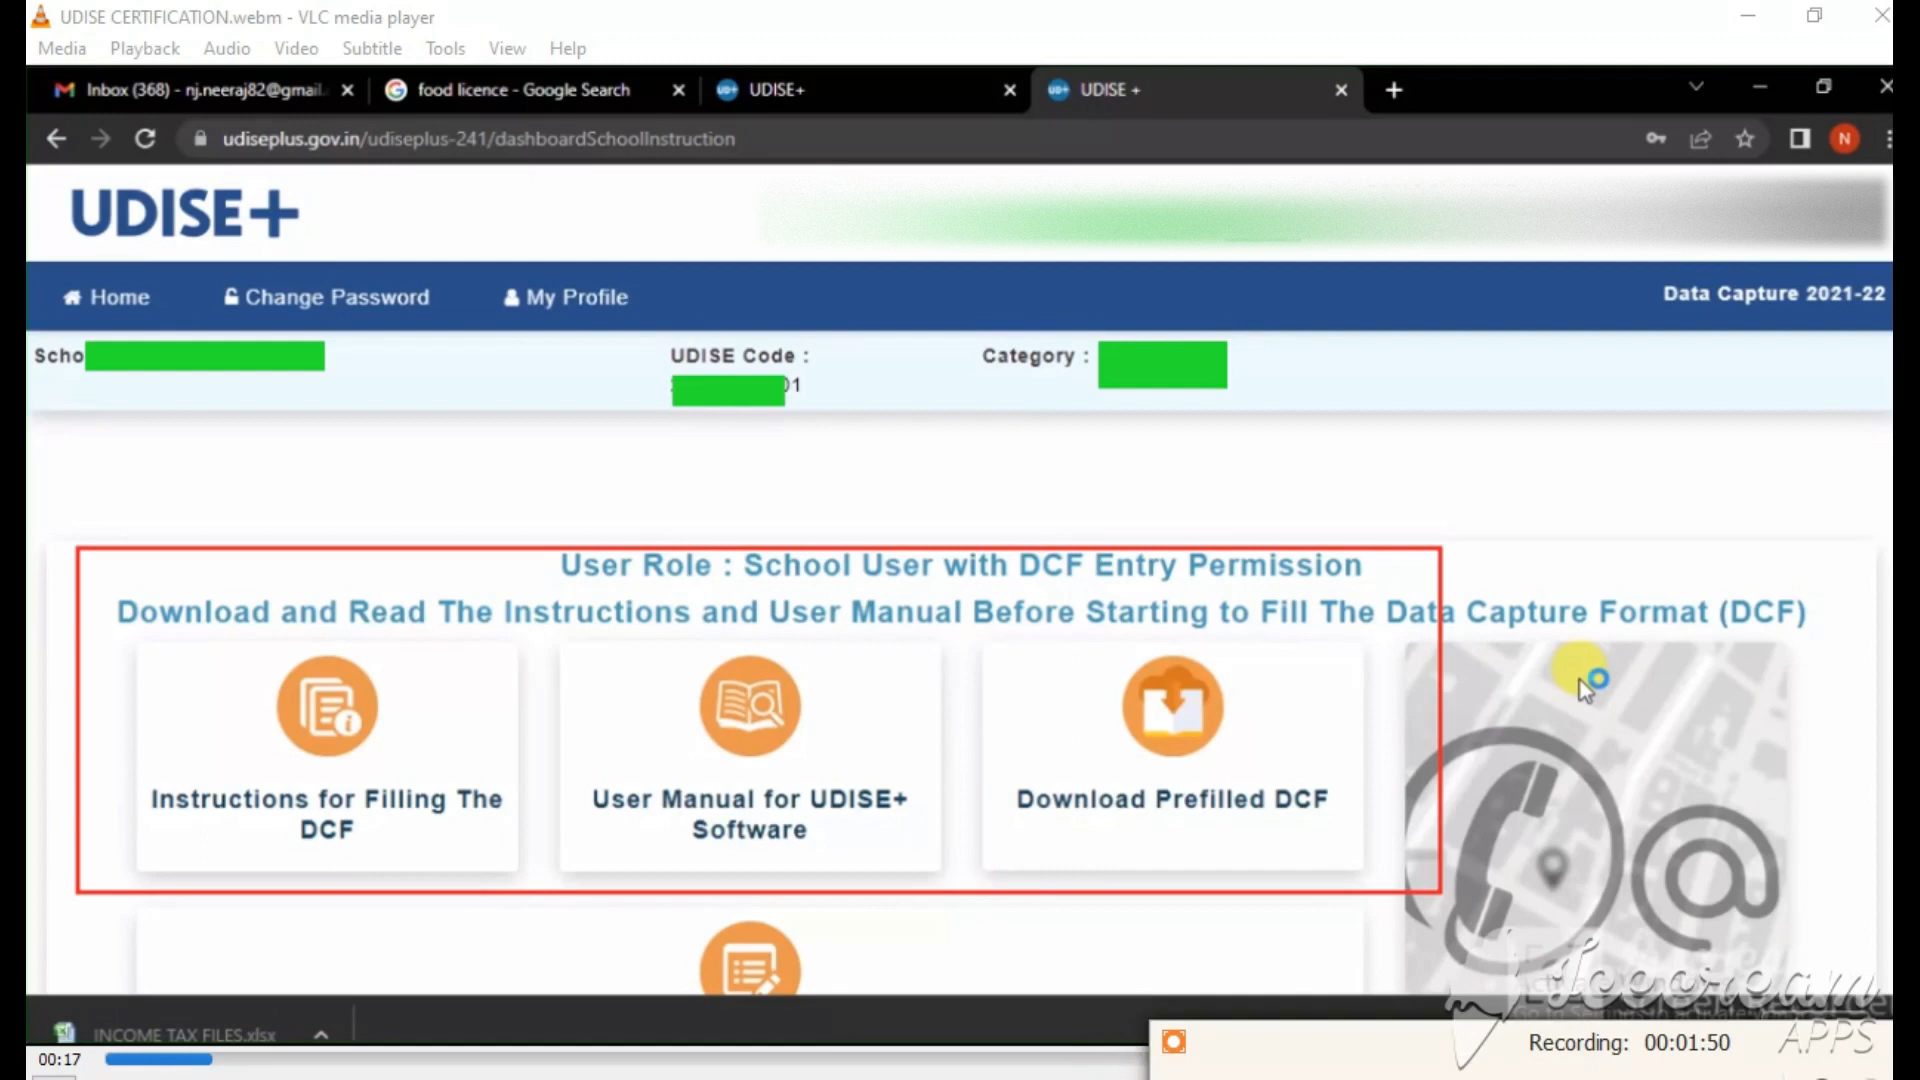 UDISE CERTIFICATION.webm - VLC media player
Media Playback Audio Video Subtitle Tools View Help
Inbox (368) - nj.neeraj82@gmail. food licence - Google Search UDISE+ UDISE +
udiseplus.gov.in/udiseplus-241/dashboardSchoolInstruction N
UDISE+
Home Change Password My Profile Data Capture 2021-22
Scho UDISE Code : Category :
01
User Role : School User with DCF Entry Permission
Download and Read The Instructions and User Manual Before Starting to Fill The Data Capture Format (DCF)
Instructions for Filling The
DCF
User Manual for UDISE+
Software
Download Prefilled DCF
Icecream
APPS
INCOME TAX FILES.xlsx
00:17
Recording: 00:01:50